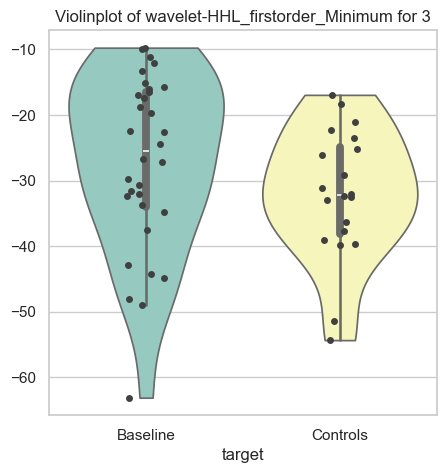 Violinplot of wavelet-HHL_firstorder_Minimum for 3
−10
−20
−30
−40
−50
−60
Baseline
Controls
target